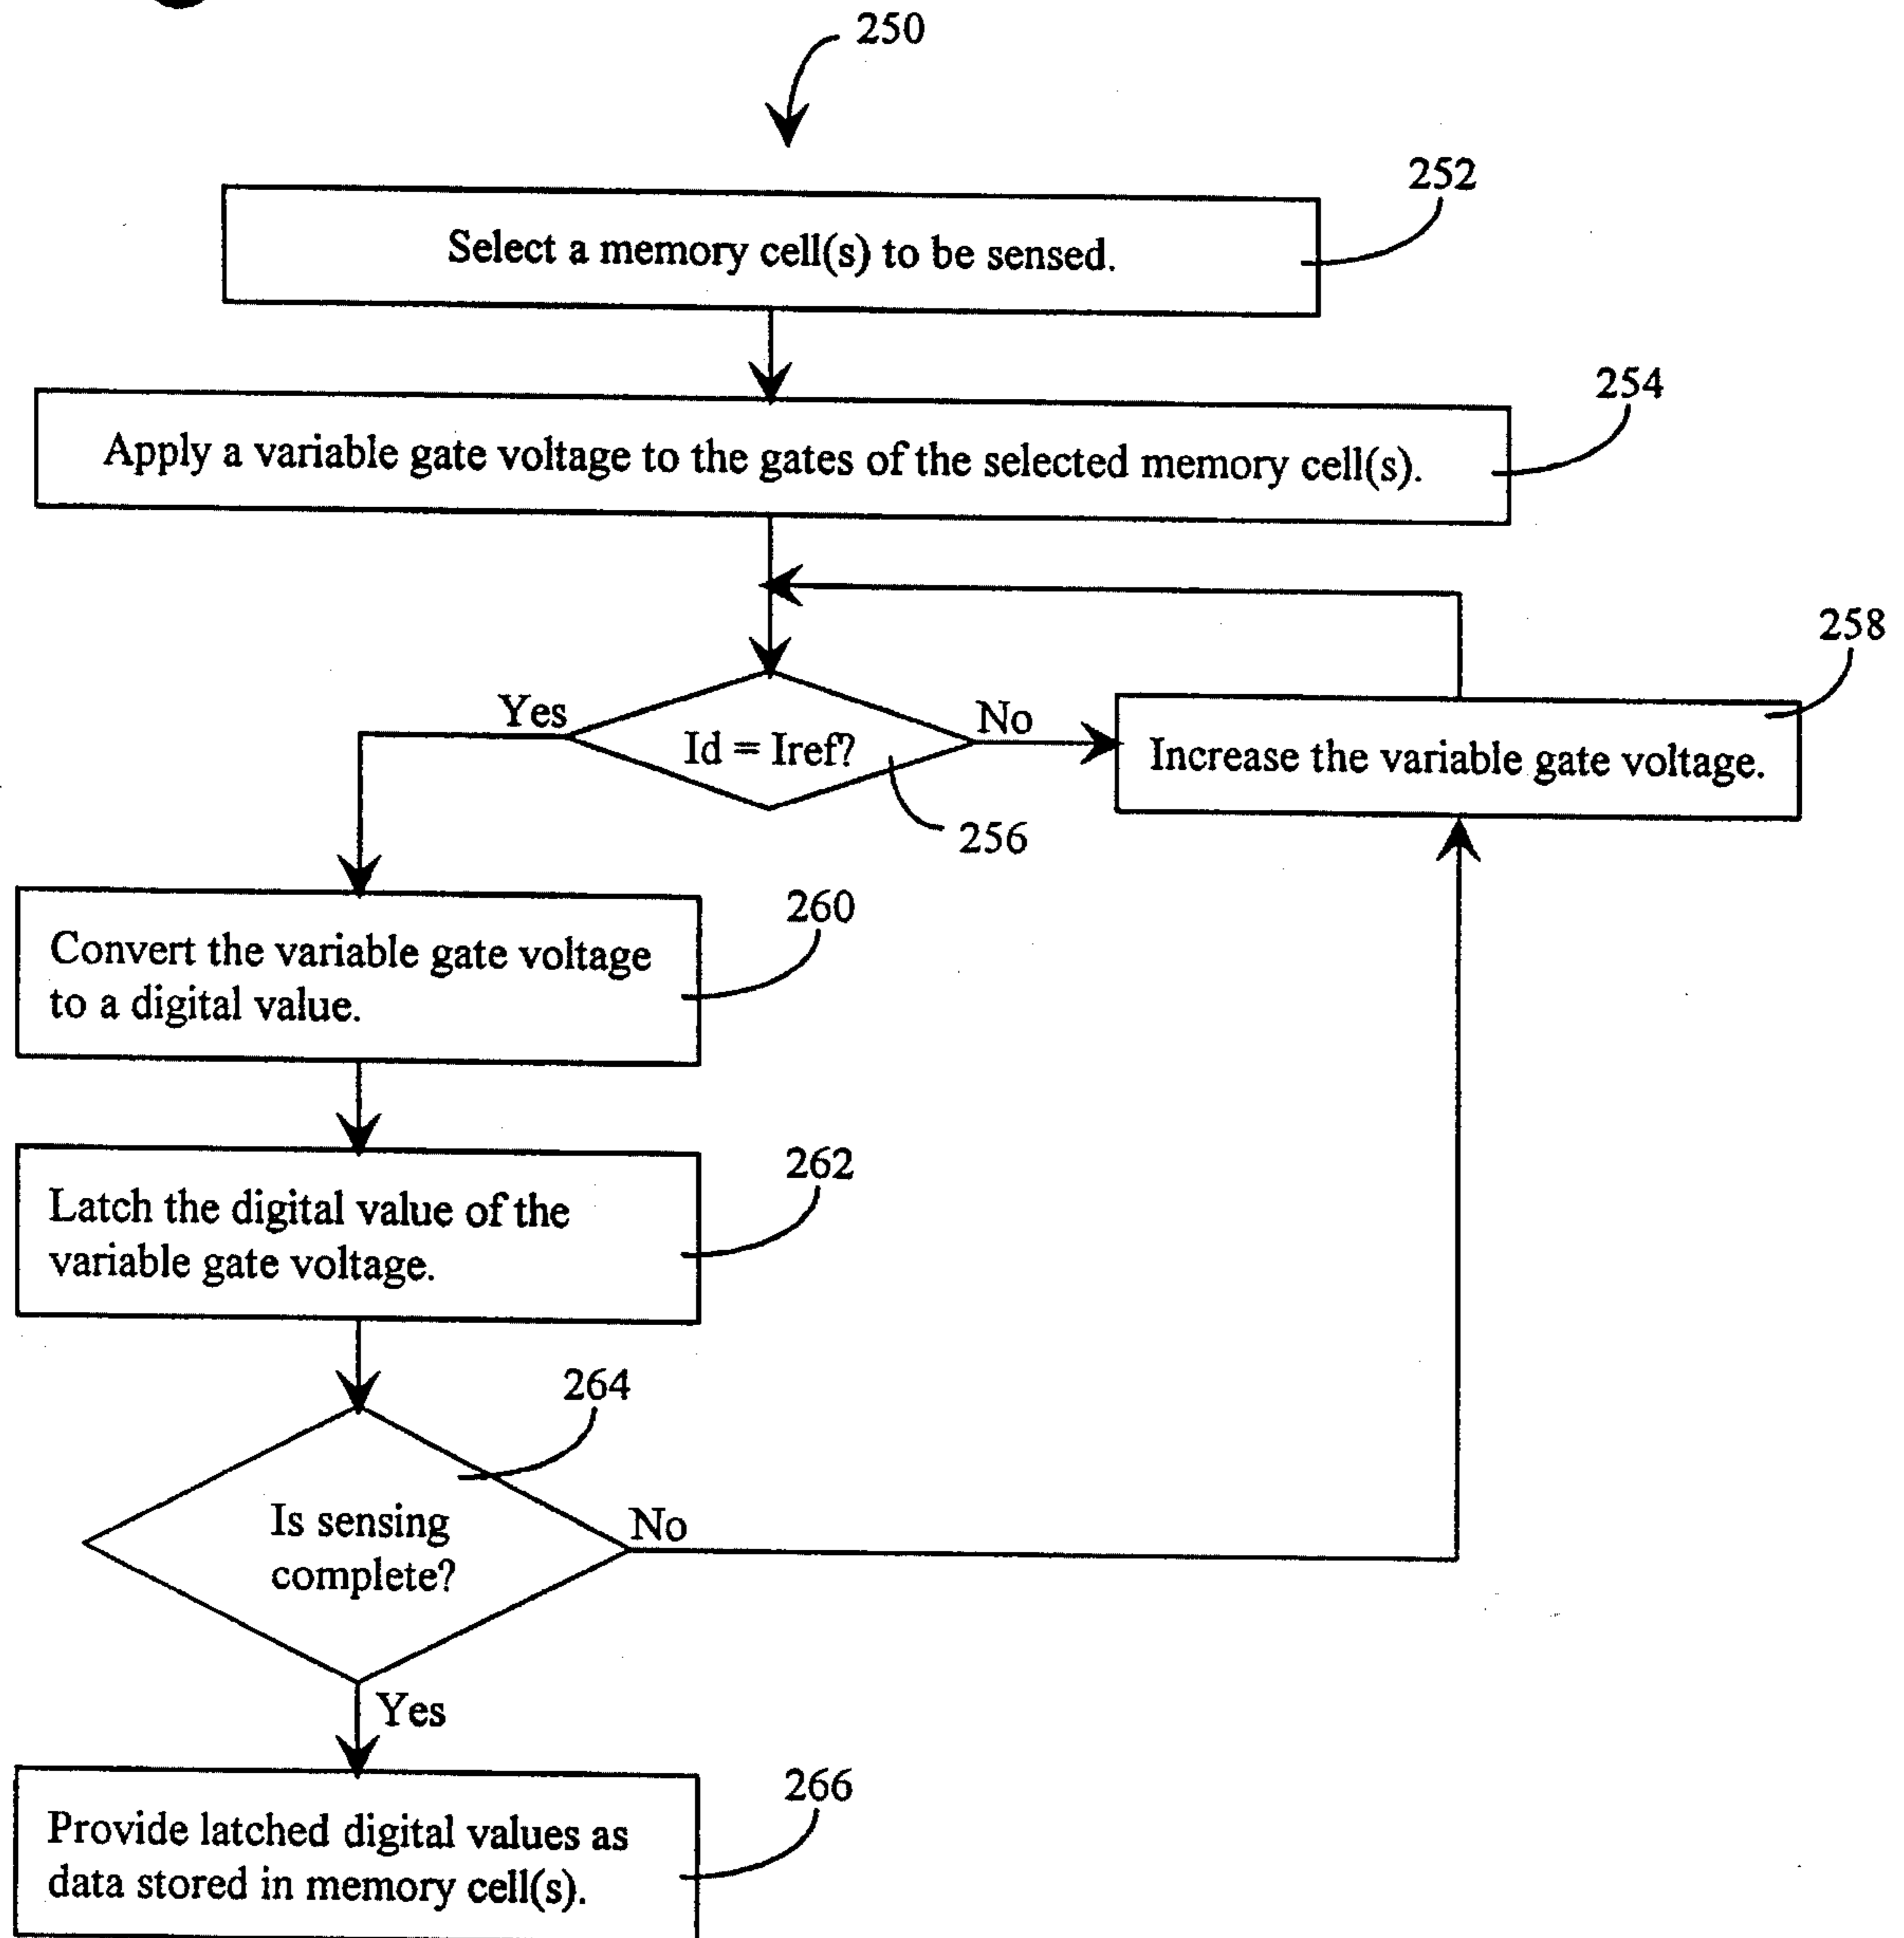 250
252
Select a memory cell(s) to be sensed.
254
Apply a variable gate voltage to the gates of the selected memory cell(s).
258
Yes
Id = Iref?
No
Increase the variable gate voltage.
256
260
Convert the variable gate voltage
to a digital value.
262
Latch the digital value of the
variable gate voltage.
264
Is sensing
complete?
No
Yes
266
Provide latched digital values as
data stored in memory cell(s).